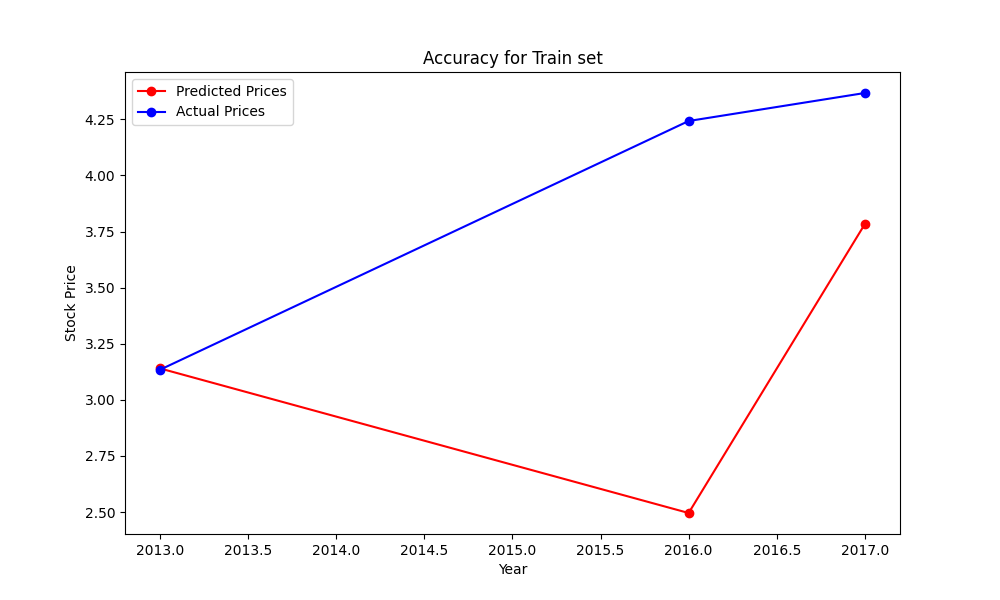 Accuracy for Train set
Predicted Prices
Actual Prices
4.25
4.00
3.75
3.50
3.25
3.00
2.75
2.50
Stock Price
2013.0 2013.5 2014.0 2014.5 2015.0 2015.5 2016.0 2016.5 2017.0
Year